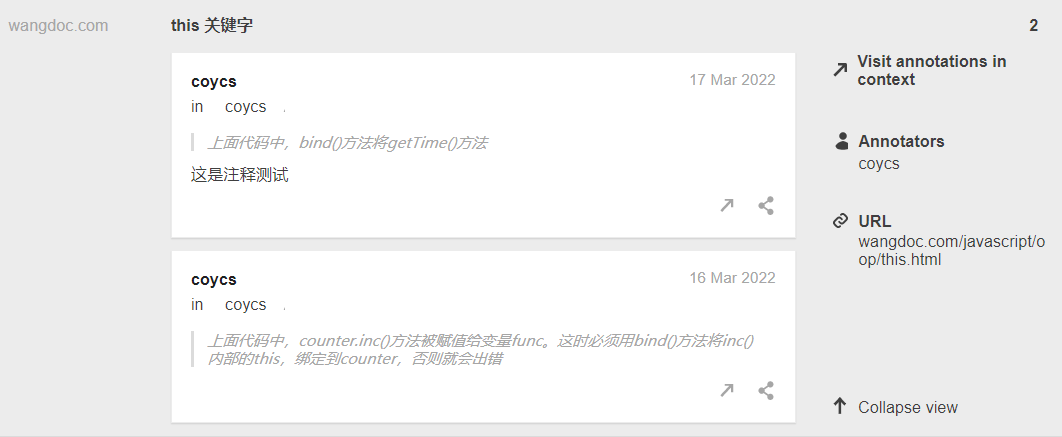 wangdoc.com
this 关键字
2
coycs
17 Mar 2022
in coycs .
上面代码中，bind()方法将getTime()方法
这是注释测试
coycs
16 Mar 2022
in coycs .
上面代码中，counter.inc()方法被赋值给变量func。这时必须用bind()方法将inc()
内部的this，绑定到counter，否则就会出错
Visit annotations in
context
Annotators
coycs
URL
wangdoc.com/javascript/o
op/this.html
Collapse view